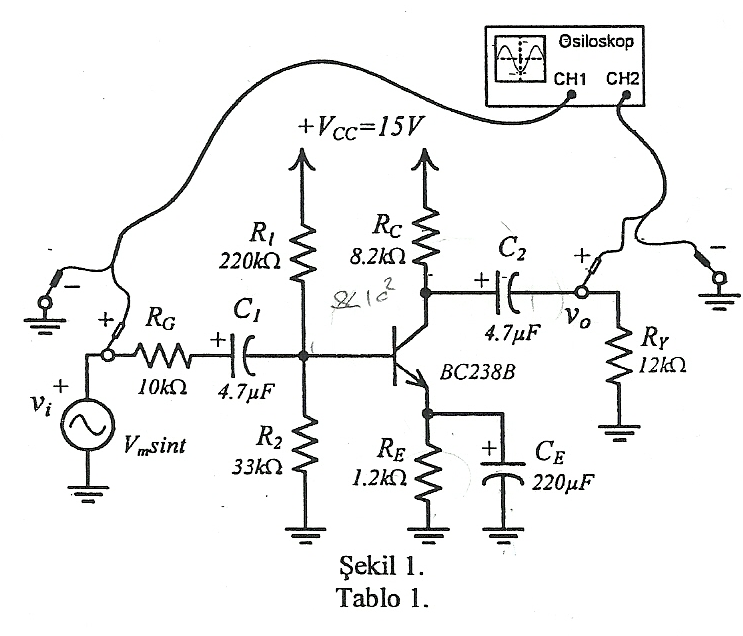 Osiloskop
CH1 CH2
+VCC=15V
R1
220kΩ
RC
8.2kΩ
C2
+
4.7µF
+
vo
−
−
+
RG
10kΩ
C1
+
4.7µF
BC238B
RY
12kΩ
vi
+
Vmsint
R2
33kΩ
RE
1.2kΩ
+
CE
220µF
Şekil 1.
Tablo 1.